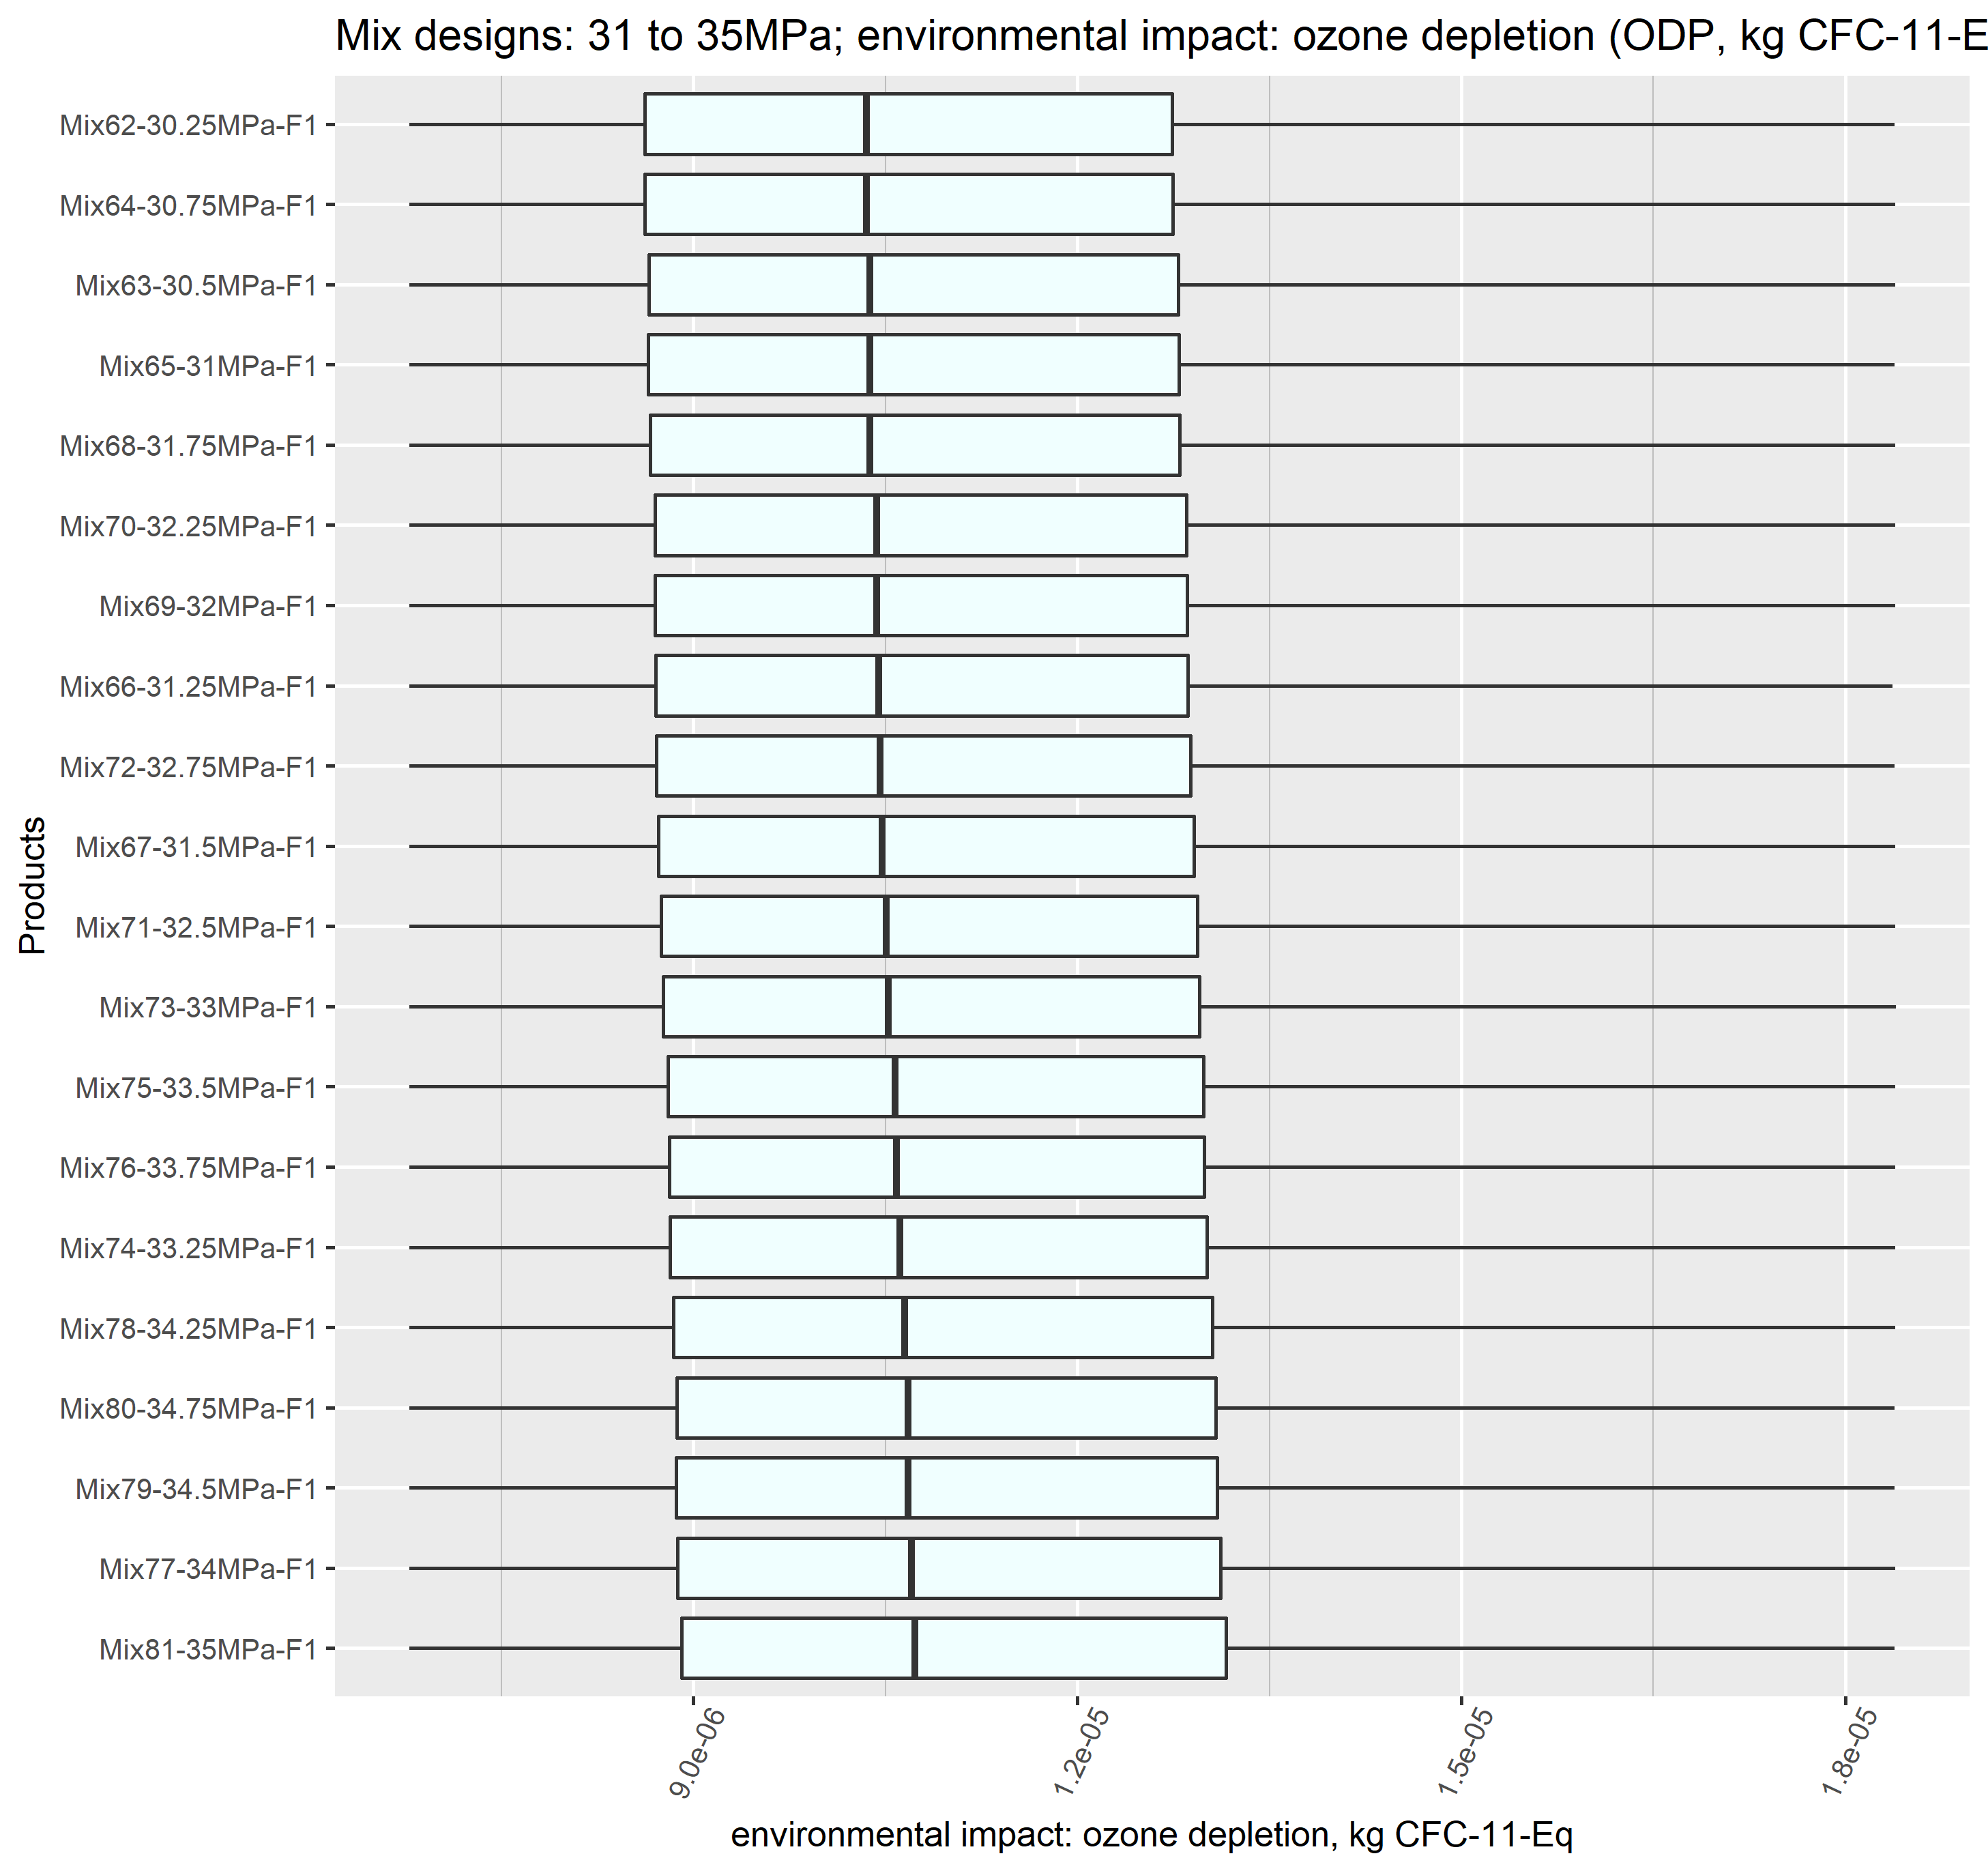 Mix designs: 31 to 35MPa; environmental impact: ozone depletion (ODP, kg CFC-11-E
Mix62-30.25MPa-F1
Mix64-30.75MPa-F1
Mix63-30.5MPa-F1
Mix65-31MPa-F1
Mix68-31.75MPa-F1
Mix70-32.25MPa-F1
Mix69-32MPa-F1
Mix66-31.25MPa-F1
Mix72-32.75MPa-F1
Mix67-31.5MPa-F1
Mix71-32.5MPa-F1
Mix73-33MPa-F1
Mix75-33.5MPa-F1
Mix76-33.75MPa-F1
Mix74-33.25MPa-F1
Mix78-34.25MPa-F1
Mix80-34.75MPa-F1
Mix79-34.5MPa-F1
Mix77-34MPa-F1
Mix81-35MPa-F1
Products
9.0e-06
1.2e-05
1.5e-05
1.8e-05
environmental impact: ozone depletion, kg CFC-11-Eq